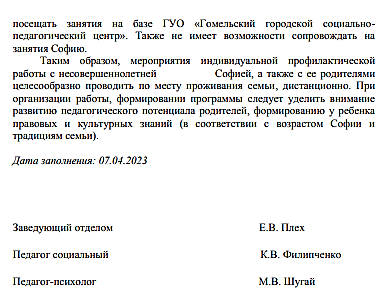 посещать занятия на базе ГУО «Гомельский городской социально-
педагогический центр». Также не имеет возможности сопровождать на
занятия Софию.
Таким образом, мероприятия индивидуальной профилактической
работы с несовершеннолетней Софией, а также с ее родителями
целесообразно проводить по месту проживания семьи, дистанционно. При
организации работы, формировании программы следует уделить внимание
развитию педагогического потенциала родителей, формированию у ребенка
правовых и культурных знаний (в соответствии с возрастом Софии и
традициям семьи).
Дата заполнения: 07.04.2023
Заведующий отделом Е.В. Плех
Педагог социальный К.В. Филипченко
Педагог-психолог М.В. Шугай